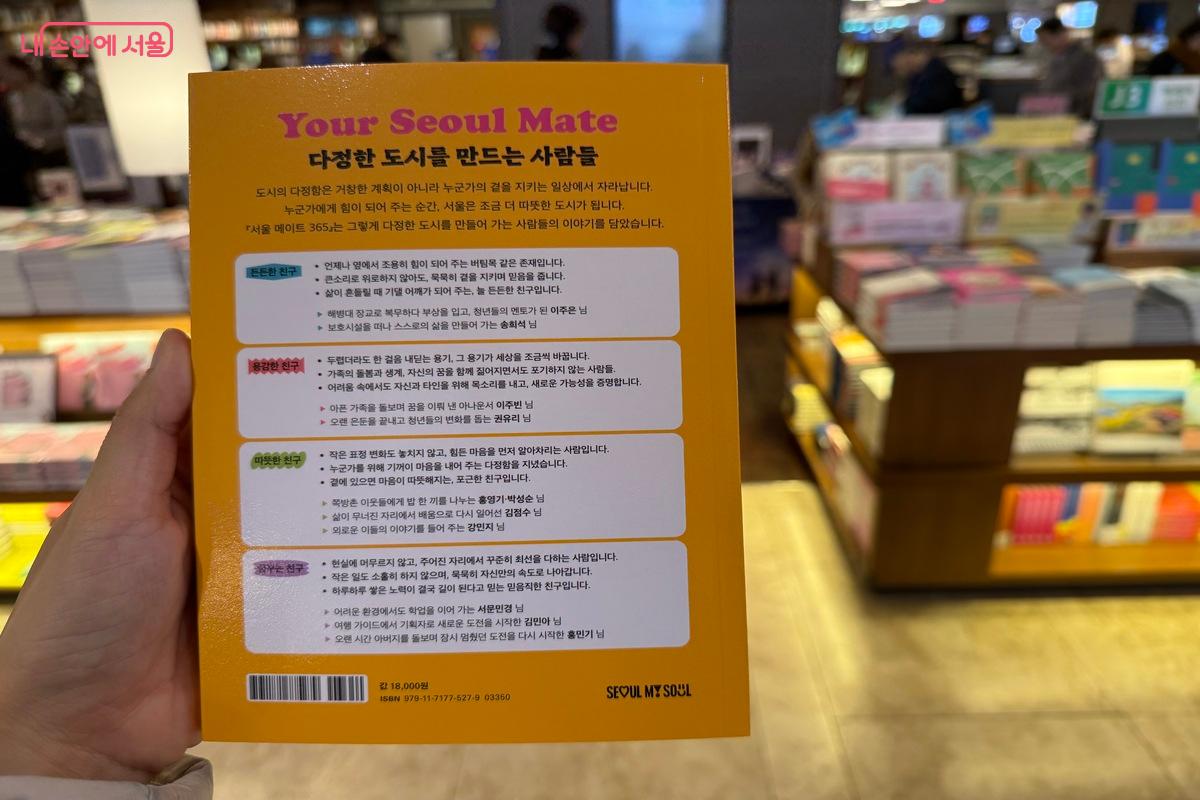 내 손안에 서울
Your Seoul Mate
다정한 도시를 만드는 사람들
도시의 다정함은 거창한 계획이 아니라 누군가의 곁을 지키는 일상에서 자라납니다.
누군가에게 힘이 되어 주는 순간, 서울은 조금 더 따뜻한 도시가 됩니다.
『서울 메이트 365』는 그렇게 다정한 도시를 만들어 가는 사람들의 이야기를 담았습니다.
든든한 친구
• 언제나 옆에서 조용히 힘이 되어 주는 버팀목 같은 존재입니다.
• 큰소리로 위로하지 않아도, 묵묵히 곁을 지키며 믿음을 줍니다.
• 삶이 흔들릴 때 기댈 어깨가 되어 주는, 늘 든든한 친구입니다.
▸ 해병대 장교로 복무하다 부상을 입고, 청년들의 멘토가 된 이주은 님
▸ 보호시설을 떠나 스스로의 삶을 만들어 가는 송희석 님
용감한 친구
• 두렵더라도 한 걸음 내딛는 용기, 그 용기가 세상을 조금씩 바꿉니다.
• 가족의 돌봄과 생계, 자신의 꿈을 함께 짊어지면서도 포기하지 않는 사람들.
• 어려움 속에서도 자신과 타인을 위해 목소리를 내고, 새로운 가능성을 증명합니다.
▸ 아픈 가족을 돌보며 꿈을 이뤄 낸 아나운서 이주빈 님
▸ 오랜 은둔을 끝내고 청년들의 변화를 돕는 권유리 님
따뜻한 친구
• 작은 표정 변화도 놓치지 않고, 힘든 마음을 먼저 알아차리는 사람입니다.
• 누군가를 위해 기꺼이 마음을 내어 주는 다정함을 지녔습니다.
• 곁에 있으면 마음이 따뜻해지는, 포근한 친구입니다.
▸ 쪽방촌 이웃들에게 밥 한 끼를 나누는 홍영기·박성순 님
▸ 삶이 무너진 자리에서 배움으로 다시 일어선 김점수 님
▸ 외로운 이들의 이야기를 들어 주는 강민지 님
꿈꾸는 친구
• 현실에 머무르지 않고, 주어진 자리에서 꾸준히 최선을 다하는 사람입니다.
• 작은 일도 소홀히 하지 않으며, 묵묵히 자신만의 속도로 나아갑니다.
• 하루하루 쌓은 노력이 결국 길이 된다고 믿는 믿음직한 친구입니다.
▸ 어려운 환경에서도 학업을 이어 가는 서문민경 님
▸ 여행 가이드에서 기획자로 새로운 도전을 시작한 김민아 님
▸ 오랜 시간 아버지를 돌보며 잠시 멈췄던 도전을 다시 시작한 홍민기 님
값 18,000원
ISBN 979-11-7177-527-9 03360
SEOUL MY SOUL
J3